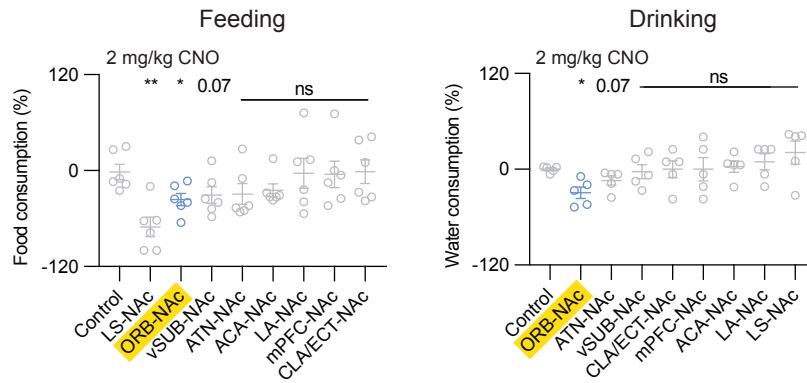 Feeding
2 mg/kg CNO
** * 0.07 ns
Food consumption (%)
120
0
-120
Control
LS-NAc
ORB-NAc
vSUB-NAc
ATN-NAc
ACA-NAc
LA-NAc
mPFC-NAc
CLA/ECT-NAc
Drinking
2 mg/kg CNO
* 0.07 ns
Water consumption (%)
120
0
-120
Control
ORB-NAc
ATN-NAc
vSUB-NAc
CLA/ECT-NAc
mPFC-NAc
ACA-NAc
LA-NAc
LS-NAc